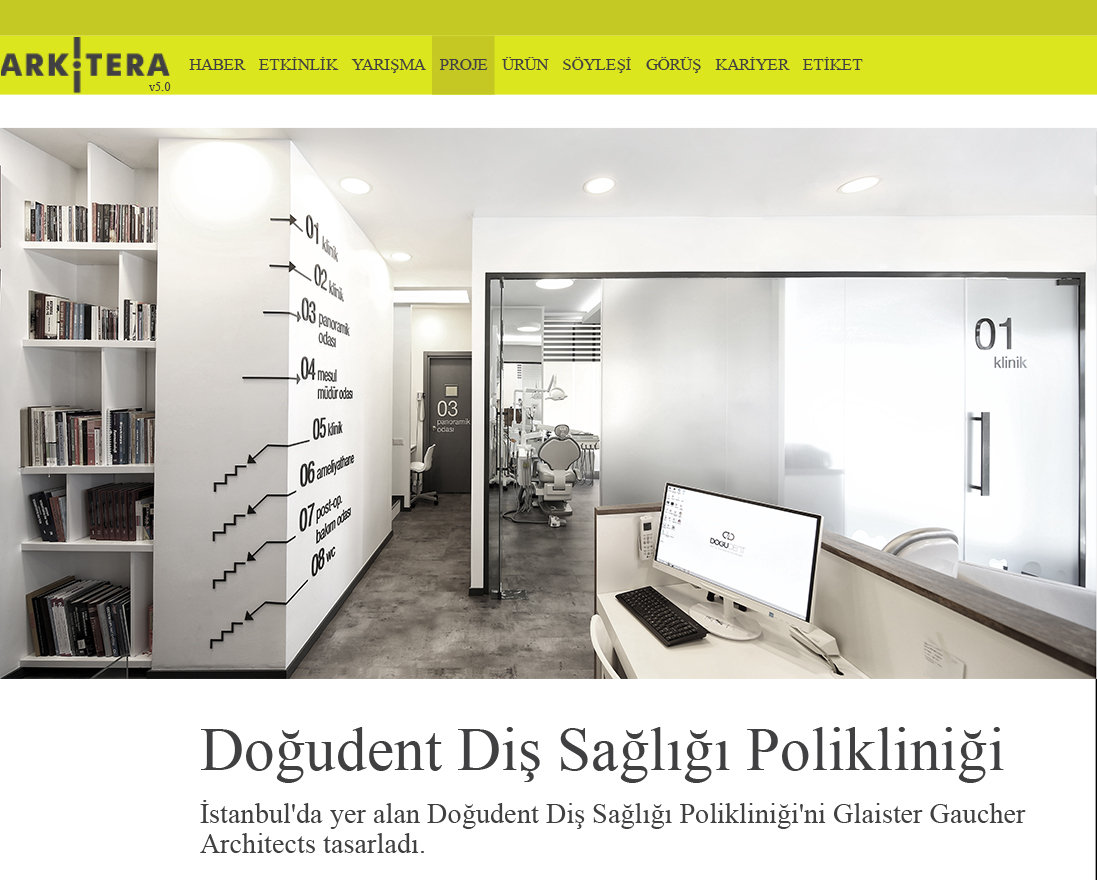 ARKİTERA
v5.0
HABER ETKİNLİK YARIŞMA PROJE ÜRÜN SÖYLEŞİ GÖRÜŞ KARİYER ETİKET
01 klinik
02 klinik
03 panoramik
odası
04 mesul
müdür odası
05 klinik
06 ameliyathane
07 post-op.
bakım odası
08 wc
03
panoramik
odası
01
klinik
DOĞUDENT
Doğudent Diş Sağlığı Polikliniği
İstanbul'da yer alan Doğudent Diş Sağlığı Polikliniği'ni Glaister Gaucher
Architects tasarladı.